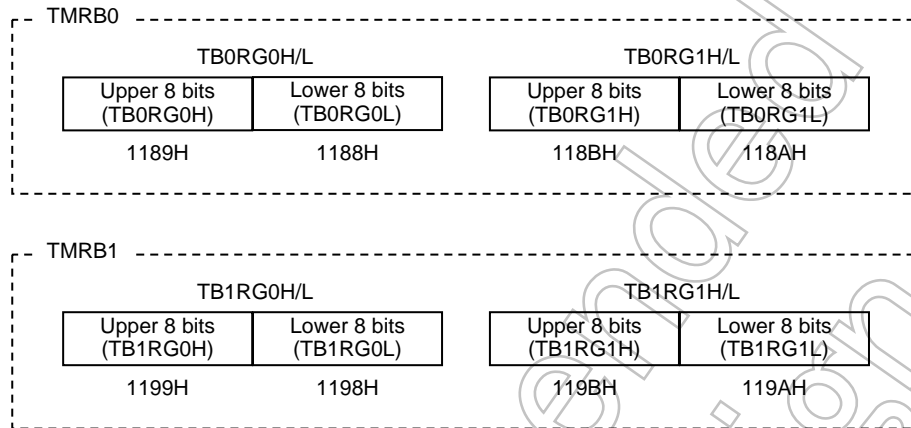 TMRB0
TB0RG0H/L TB0RG1H/L
Upper 8 bits Lower 8 bits Upper 8 bits Lower 8 bits
(TB0RG0H) (TB0RG0L) (TB0RG1H) (TB0RG1L)
1189H 1188H 118BH 118AH
TMRB1
TB1RG0H/L TB1RG1H/L
Upper 8 bits Lower 8 bits Upper 8 bits Lower 8 bits
(TB1RG0H) (TB1RG0L) (TB1RG1H) (TB1RG1L)
1199H 1198H 119BH 119AH